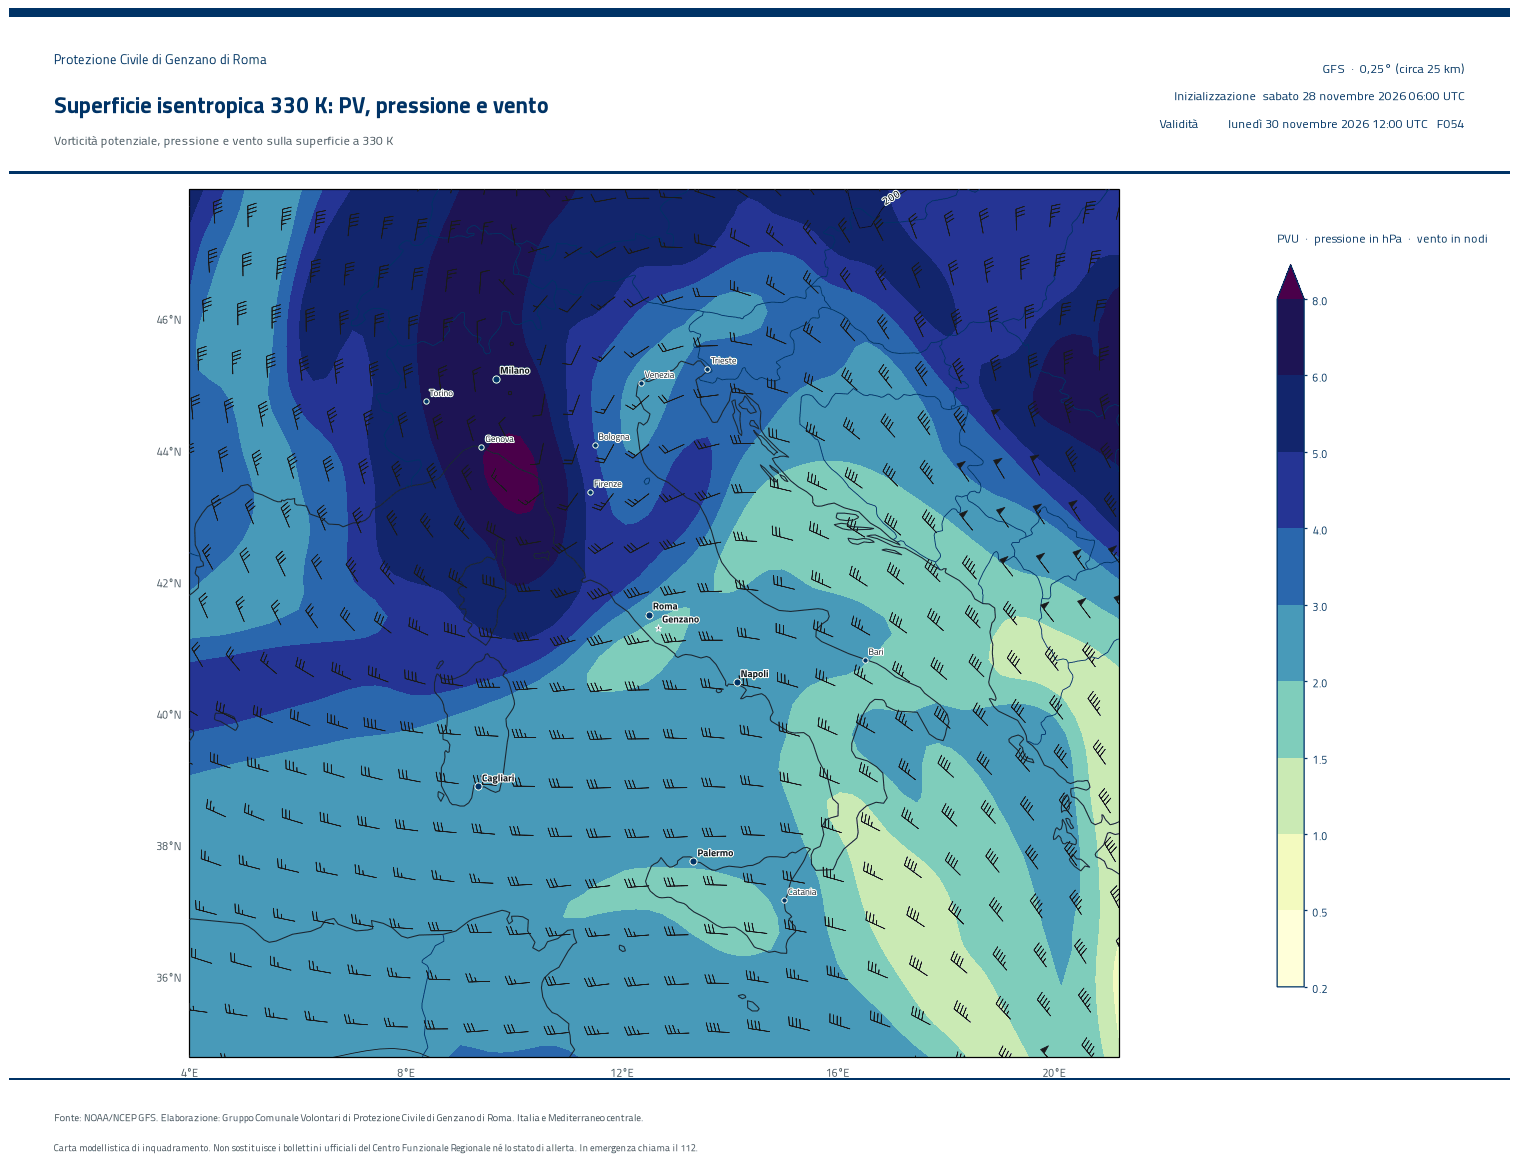 Protezione Civile di Genzano di Roma
Superficie isentropica 330 K: PV, pressione e vento
Vorticità potenziale, pressione e vento sulla superficie a 330 K
GFS · 0,25° (circa 25 km)
Inizializzazione sabato 28 novembre 2026 06:00 UTC
Validità lunedì 30 novembre 2026 12:00 UTC F054
PVU · pressione in hPa · vento in nodi
8.0
6.0
5.0
4.0
3.0
2.0
1.5
1.0
0.5
0.2
200
46°N
44°N
42°N
40°N
38°N
36°N
Milano
Torino
Venezia
Trieste
Genova
Bologna
Firenze
Roma
Genzano
Napoli
Bari
Cagliari
Palermo
Catania
4°E
8°E
12°E
16°E
20°E
Fonte: NOAA/NCEP GFS. Elaborazione: Gruppo Comunale Volontari di Protezione Civile di Genzano di Roma. Italia e Mediterraneo centrale.
Carta modellistica di inquadramento. Non sostituisce i bollettini ufficiali del Centro Funzionale Regionale né lo stato di allerta. In emergenza chiama il 112.